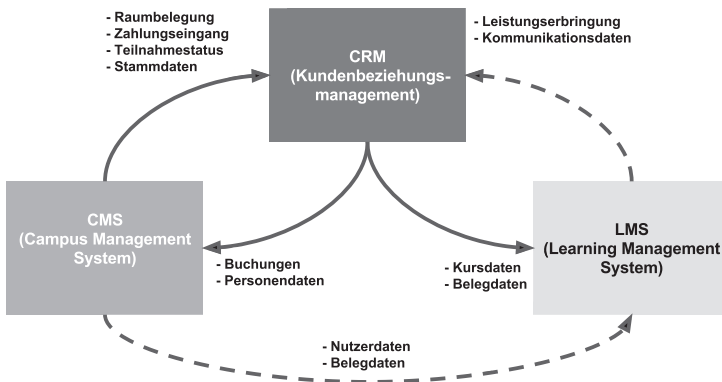 - Raumbelegung
- Zahlungseingang
- Teilnahmestatus
- Stammdaten
CRM
(Kundenbeziehungs-
management)
- Leistungserbringung
- Kommunikationsdaten
CMS
(Campus Management
System)
LMS
(Learning Management
System)
- Buchungen
- Personendaten
- Kursdaten
- Belegdaten
- Nutzerdaten
- Belegdaten